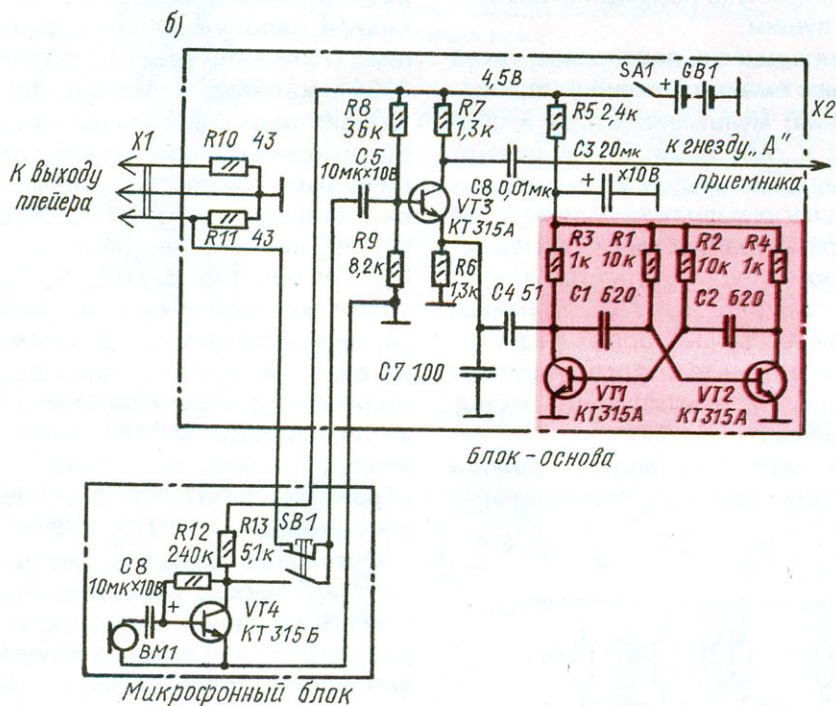 б)
4,5В
SA1
+
GB1
X2
R8
36к
R7
1,3к
R5 2,4к
X1
R10 43
C5
10мк×10В
C3 20мк
×10В
+
к гнезду „А"
приемника
C8 0,01мк
К выходу
плейера
R11 43
VT3
КТ315А
R9
8,2к
R6
1,3к
R3
1к
R1
10к
R2
10к
R4
1к
C4 51
C1 620
C2 620
C7 100
VT1
КТ315А
VT2
КТ315А
Блок-основа
R12
240к
R13
5,1к
SB1
C8
10мк×10В
+
VT4
КТ315Б
BM1
Микрофонный блок